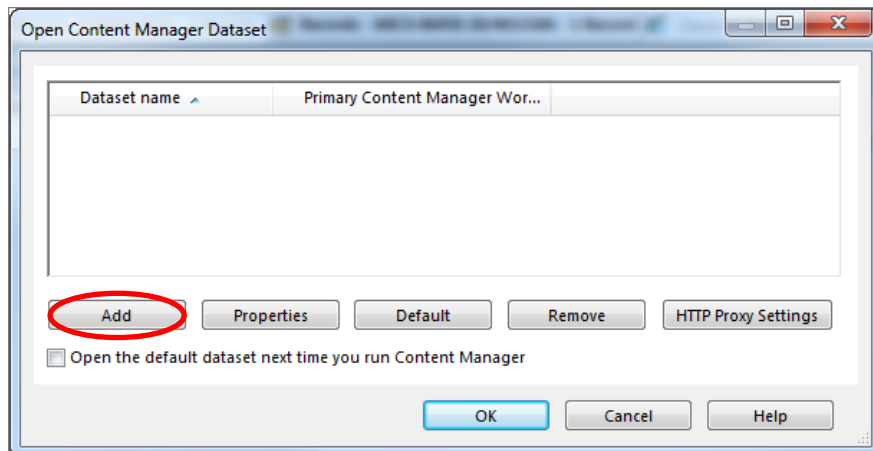 Open Content Manager Dataset
Dataset name Primary Content Manager Wor...
Add Properties Default Remove HTTP Proxy Settings
Open the default dataset next time you run Content Manager
OK Cancel Help